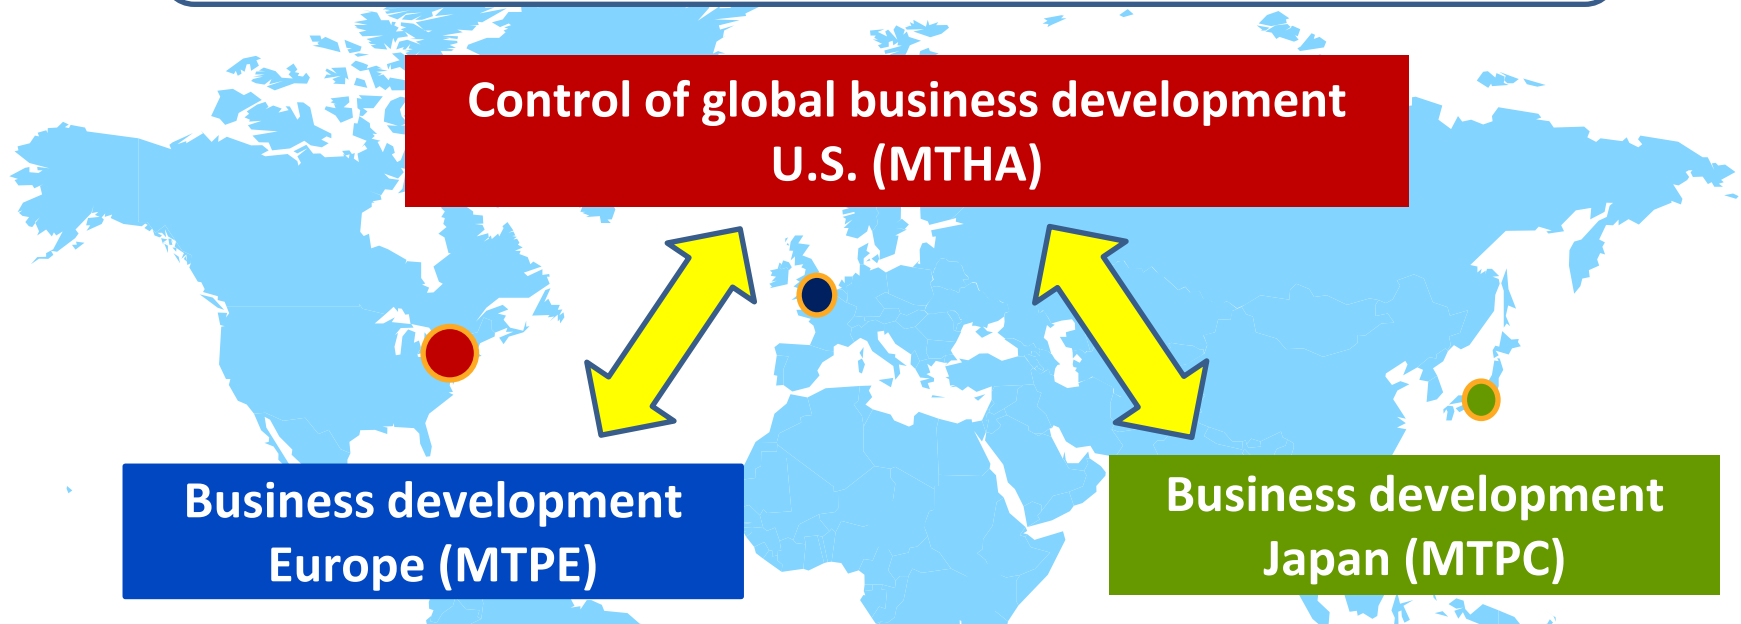 Control of global business development
U.S. (MTHA)
Business development
Europe (MTPE)
Business development
Japan (MTPC)